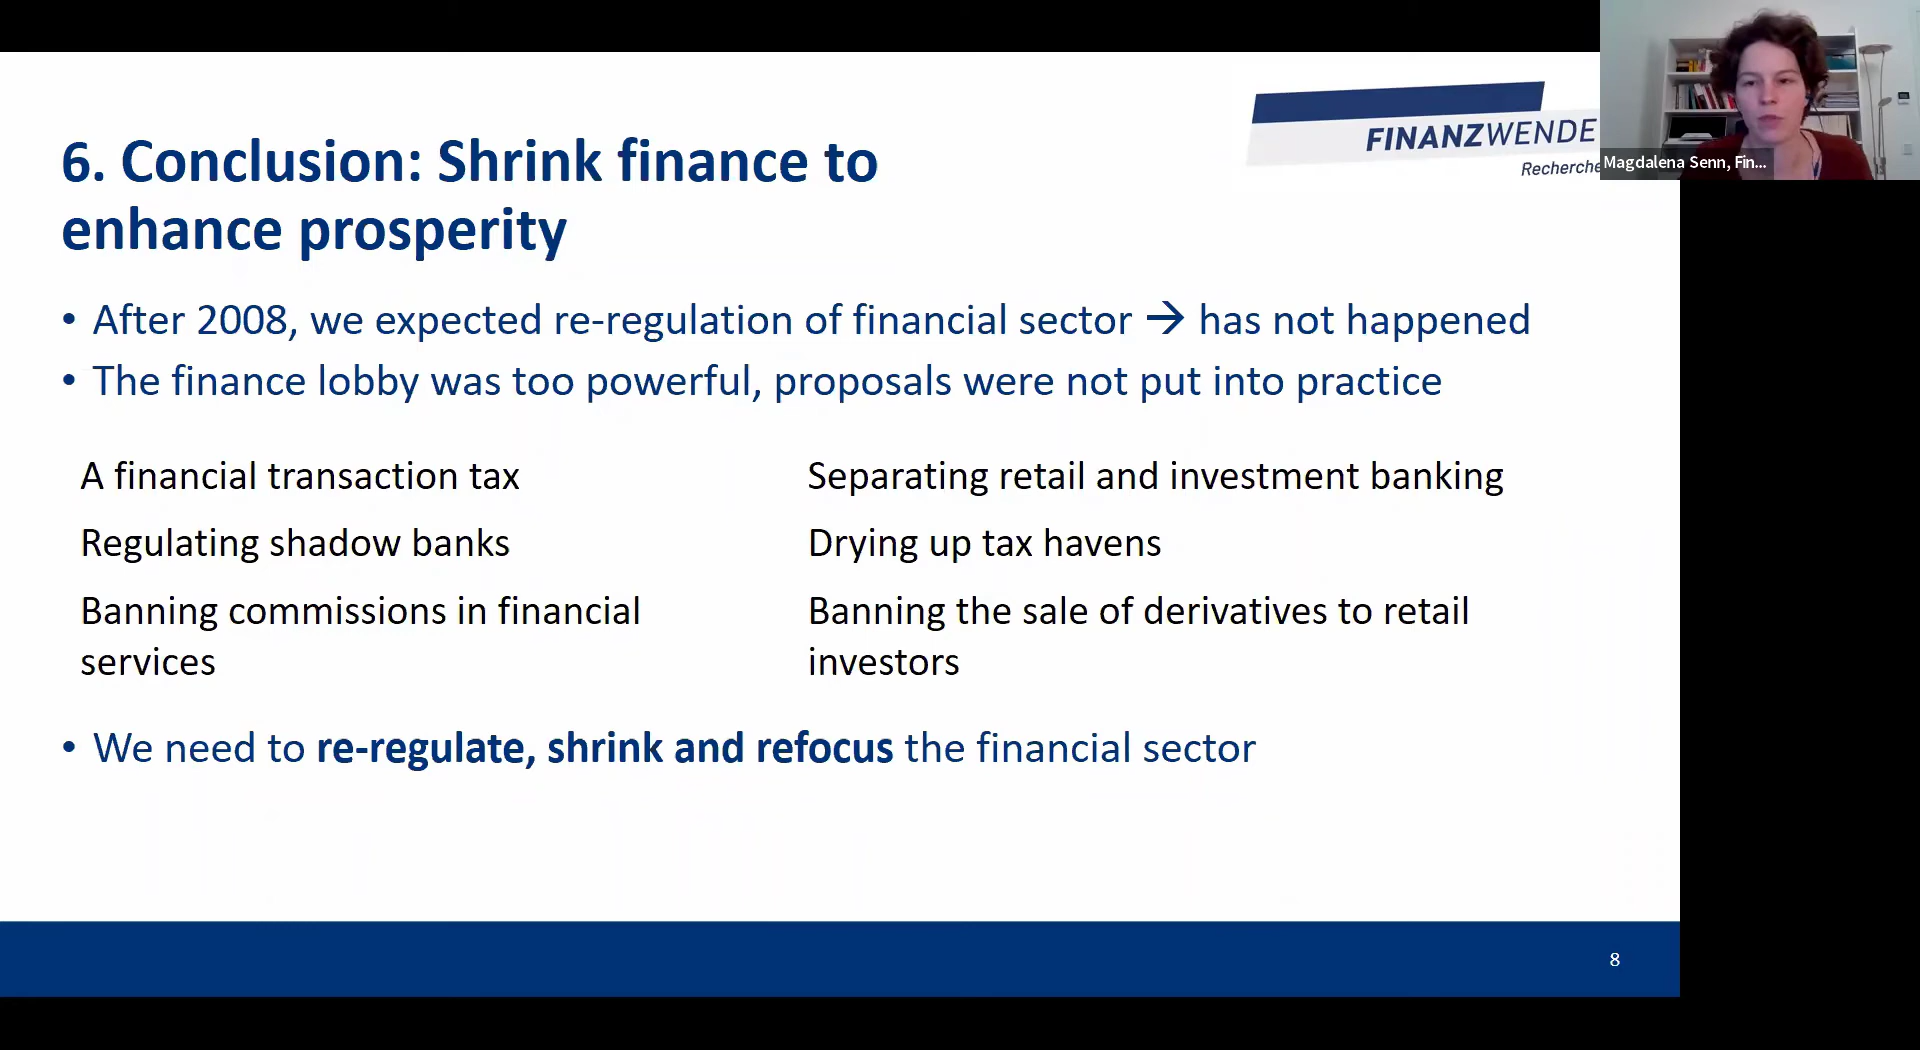 FINANZWENDE
Recherche
Magdalena Senn, Fin...
6. Conclusion: Shrink finance to
enhance prosperity
• After 2008, we expected re-regulation of financial sector → has not happened
• The finance lobby was too powerful, proposals were not put into practice
A financial transaction tax
Separating retail and investment banking
Regulating shadow banks
Drying up tax havens
Banning commissions in financial
services
Banning the sale of derivatives to retail
investors
• We need to re-regulate, shrink and refocus the financial sector
8